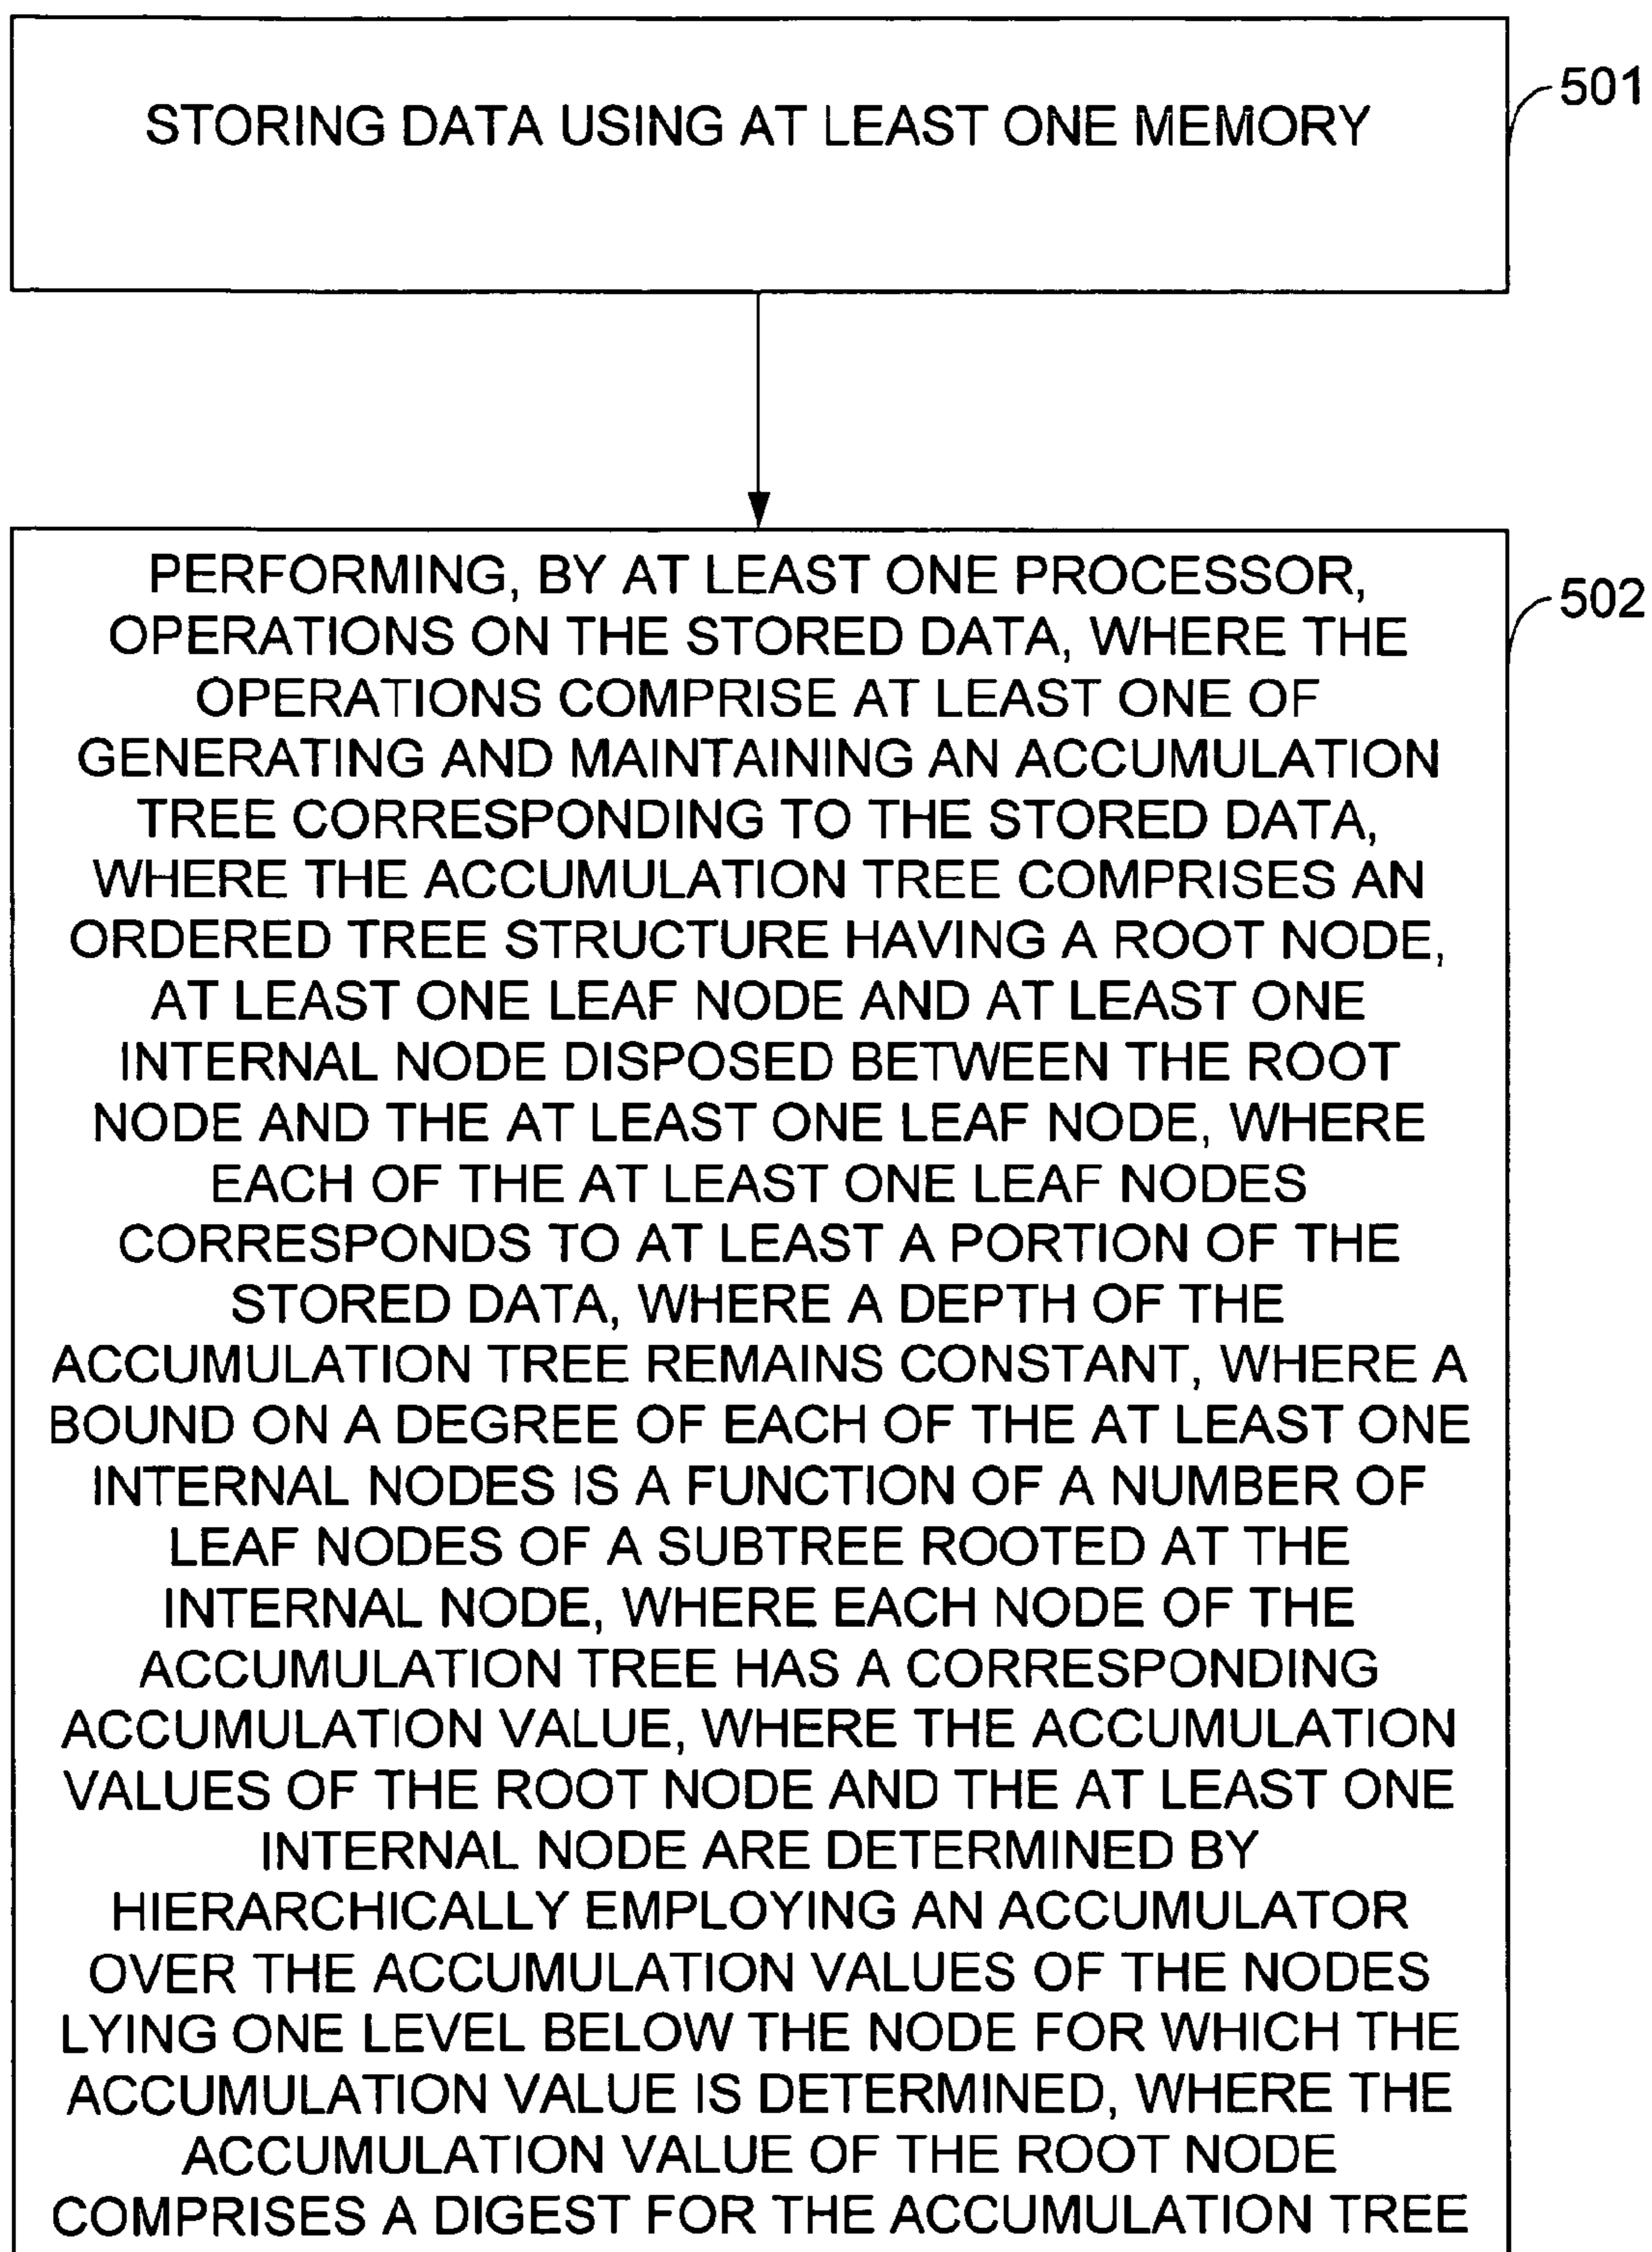 STORING DATA USING AT LEAST ONE MEMORY
501
PERFORMING, BY AT LEAST ONE PROCESSOR,
OPERATIONS ON THE STORED DATA, WHERE THE
OPERATIONS COMPRISE AT LEAST ONE OF
GENERATING AND MAINTAINING AN ACCUMULATION
TREE CORRESPONDING TO THE STORED DATA,
WHERE THE ACCUMULATION TREE COMPRISES AN
ORDERED TREE STRUCTURE HAVING A ROOT NODE,
AT LEAST ONE LEAF NODE AND AT LEAST ONE
INTERNAL NODE DISPOSED BETWEEN THE ROOT
NODE AND THE AT LEAST ONE LEAF NODE, WHERE
EACH OF THE AT LEAST ONE LEAF NODES
CORRESPONDS TO AT LEAST A PORTION OF THE
STORED DATA, WHERE A DEPTH OF THE
ACCUMULATION TREE REMAINS CONSTANT, WHERE A
BOUND ON A DEGREE OF EACH OF THE AT LEAST ONE
INTERNAL NODES IS A FUNCTION OF A NUMBER OF
LEAF NODES OF A SUBTREE ROOTED AT THE
INTERNAL NODE, WHERE EACH NODE OF THE
ACCUMULATION TREE HAS A CORRESPONDING
ACCUMULATION VALUE, WHERE THE ACCUMULATION
VALUES OF THE ROOT NODE AND THE AT LEAST ONE
INTERNAL NODE ARE DETERMINED BY
HIERARCHICALLY EMPLOYING AN ACCUMULATOR
OVER THE ACCUMULATION VALUES OF THE NODES
LYING ONE LEVEL BELOW THE NODE FOR WHICH THE
ACCUMULATION VALUE IS DETERMINED, WHERE THE
ACCUMULATION VALUE OF THE ROOT NODE
COMPRISES A DIGEST FOR THE ACCUMULATION TREE
502